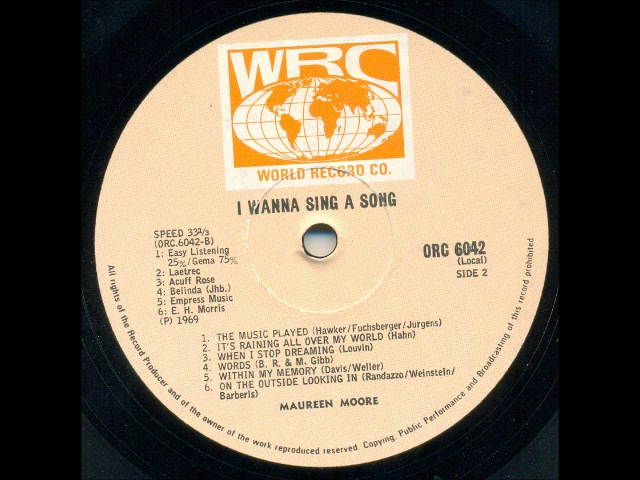 WRC
WORLD RECORD CO.
I WANNA SING A SONG
SPEED 33⅓
(ORC.6042-B)
1: Easy Listening
25%/Gema 75%
2: Laetrec
3: Acuff Rose
4: Belinda (Jhb.)
5: Empress Music
6: E. H. Morris
(P) 1969
ORC 6042
(Local)
SIDE 2
1. THE MUSIC PLAYED (Hawker/Fuchsberger/Jurgens)
2. IT'S RAINING ALL OVER MY WORLD (Hahn)
3. WHEN I STOP DREAMING (Louvin)
4. WORDS (B. R. & M. Gibb)
5. WITHIN MY MEMORY (Davis/Weller)
6. ON THE OUTSIDE LOOKING IN (Randazzo/Weinstein/
Barberis)
MAUREEN MOORE
All rights of the Record Producer and of the owner of the work reproduced reserved. Copying, Public Performance and Broadcasting of this record prohibited